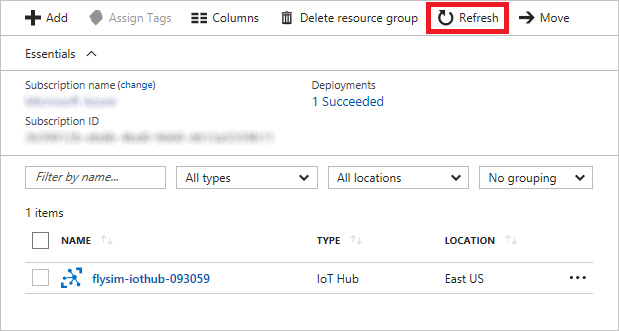 Add Assign Tags Columns Delete resource group Refresh Move
Essentials
Subscription name (change) Deployments
1 Succeeded
Subscription ID
Filter by name... All types All locations No grouping
1 items
NAME TYPE LOCATION
flysim-iothub-093059 IoT Hub East US